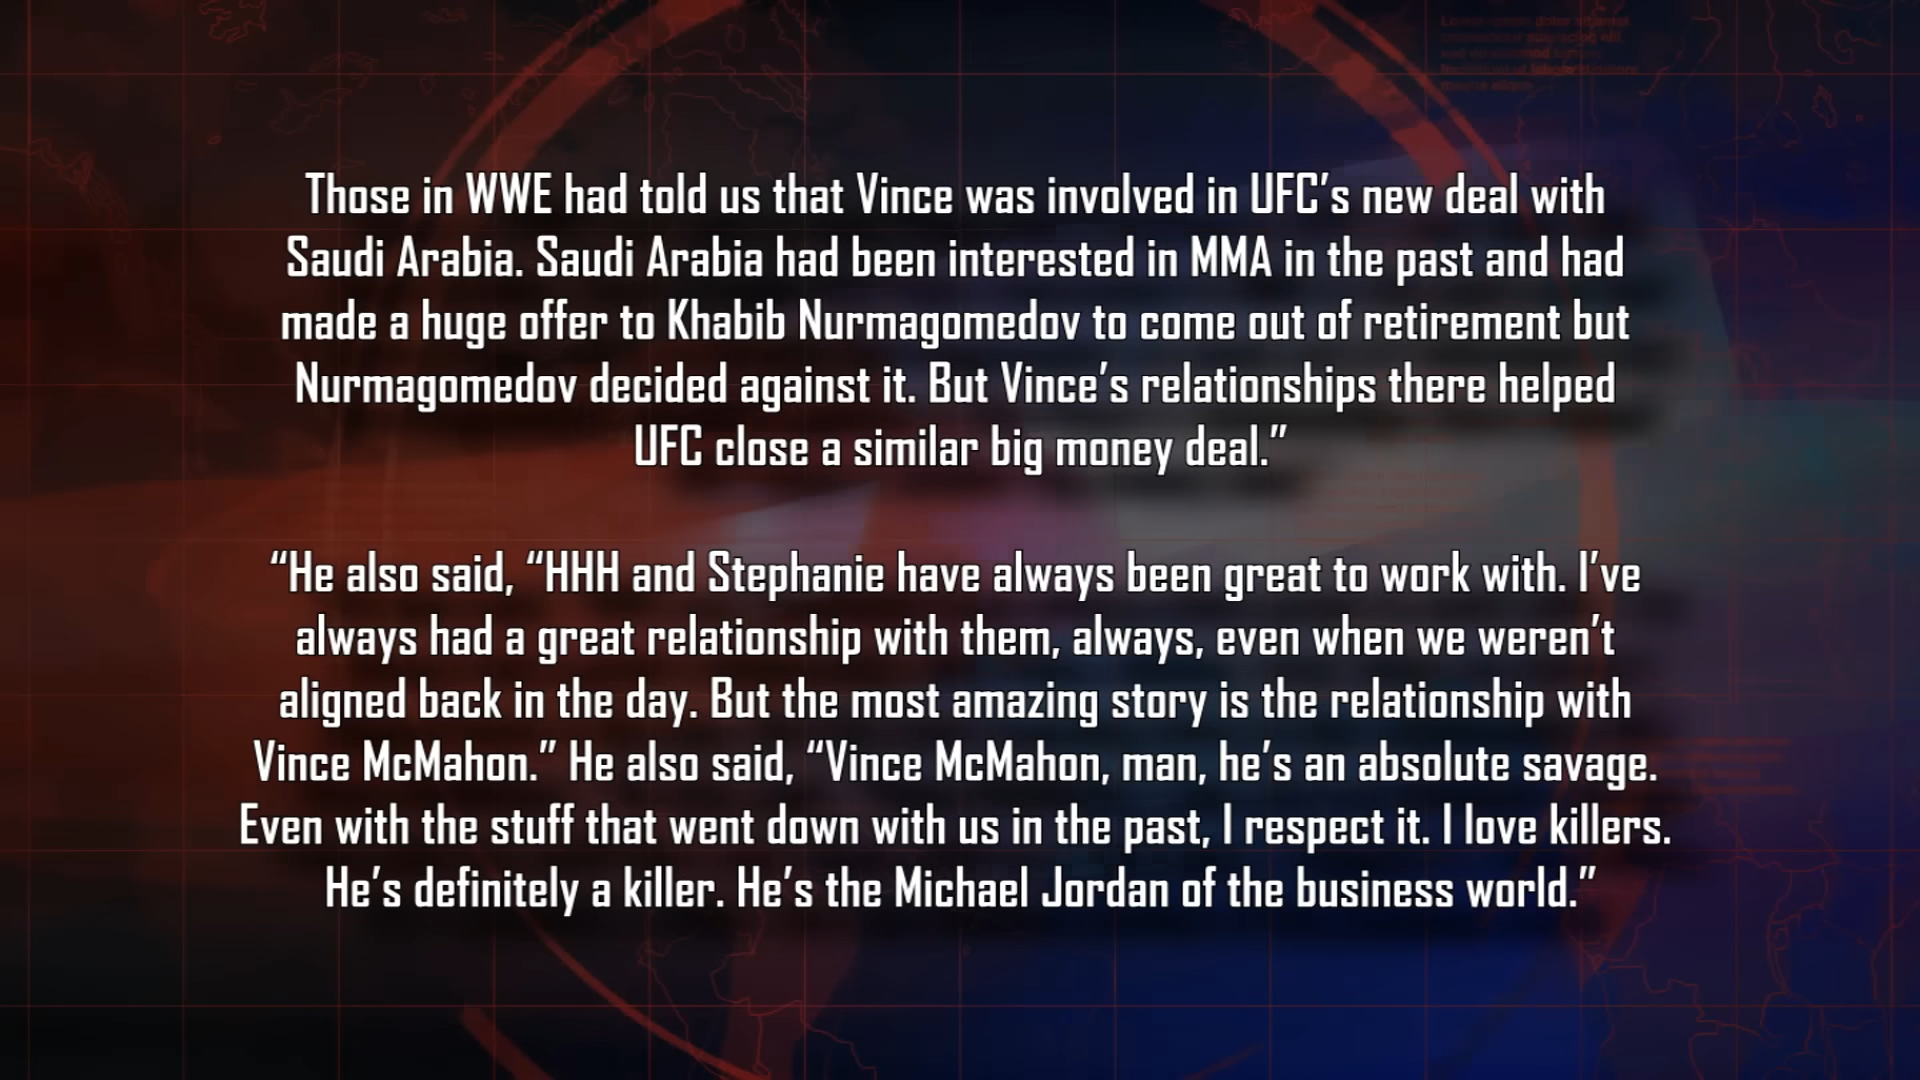 Those in WWE had told us that Vince was involved in UFC’s new deal with
Saudi Arabia. Saudi Arabia had been interested in MMA in the past and had
made a huge offer to Khabib Nurmagomedov to come out of retirement but
Nurmagomedov decided against it. But Vince’s relationships there helped
UFC close a similar big money deal.”
“He also said, “HHH and Stephanie have always been great to work with. I’ve
always had a great relationship with them, always, even when we weren’t
aligned back in the day. But the most amazing story is the relationship with
Vince McMahon.” He also said, “Vince McMahon, man, he’s an absolute savage.
Even with the stuff that went down with us in the past, I respect it. I love killers.
He’s definitely a killer. He’s the Michael Jordan of the business world.”